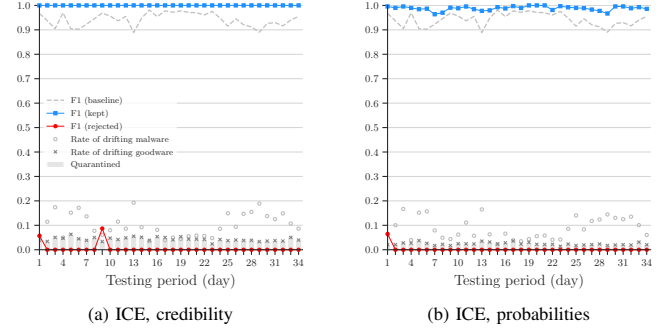 1.0
0.9
0.8
0.7
0.6
0.5
0.4
0.3
0.2
0.1
0.0
F1 (baseline)
F1 (kept)
F1 (rejected)
Rate of drifting malware
Rate of drifting goodware
Quarantined
1 4 7 10 13 16 19 22 25 28 31 34
Testing period (day)
(a) ICE, credibility
1.0
0.9
0.8
0.7
0.6
0.5
0.4
0.3
0.2
0.1
0.0
1 4 7 10 13 16 19 22 25 28 31 34
Testing period (day)
(b) ICE, probabilities